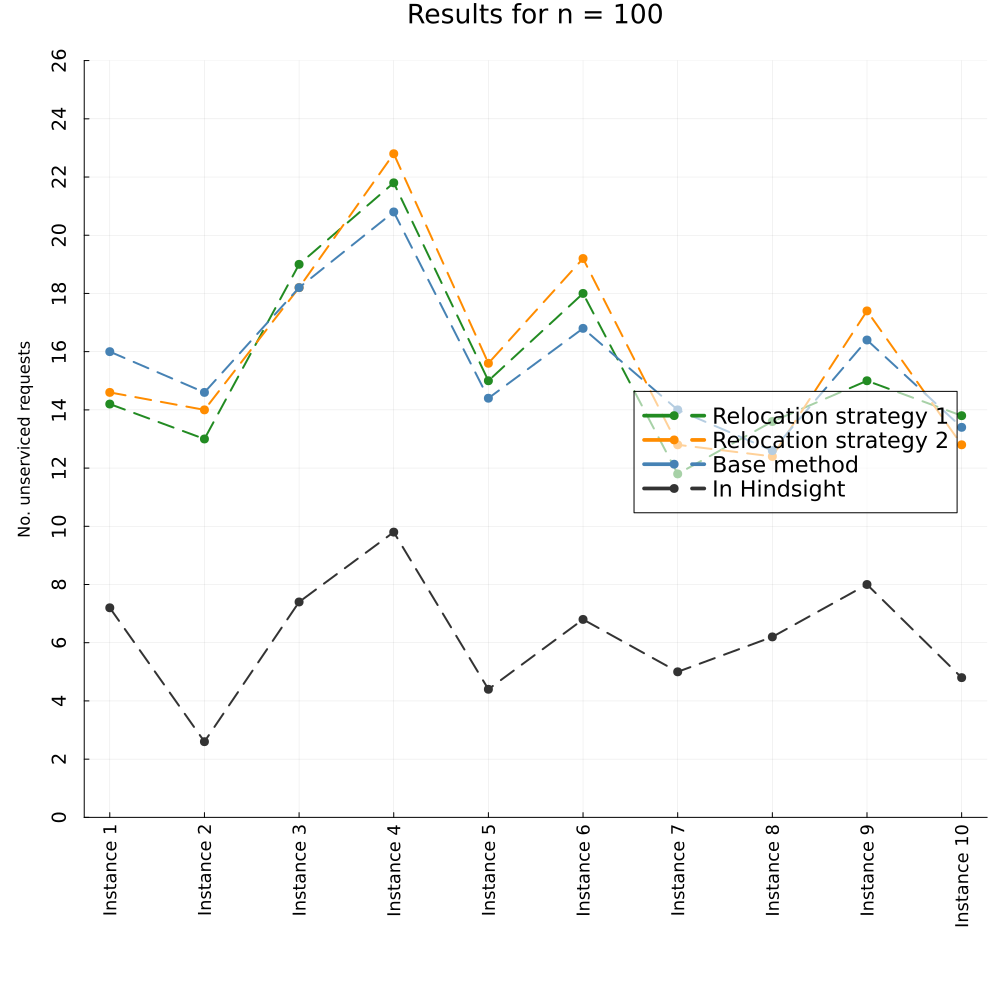 Results for n = 100
No. unserviced requests
26
24
22
20
18
16
14
12
10
8
6
4
2
0
Relocation strategy 1
Relocation strategy 2
Base method
In Hindsight
Instance 1
Instance 2
Instance 3
Instance 4
Instance 5
Instance 6
Instance 7
Instance 8
Instance 9
Instance 10